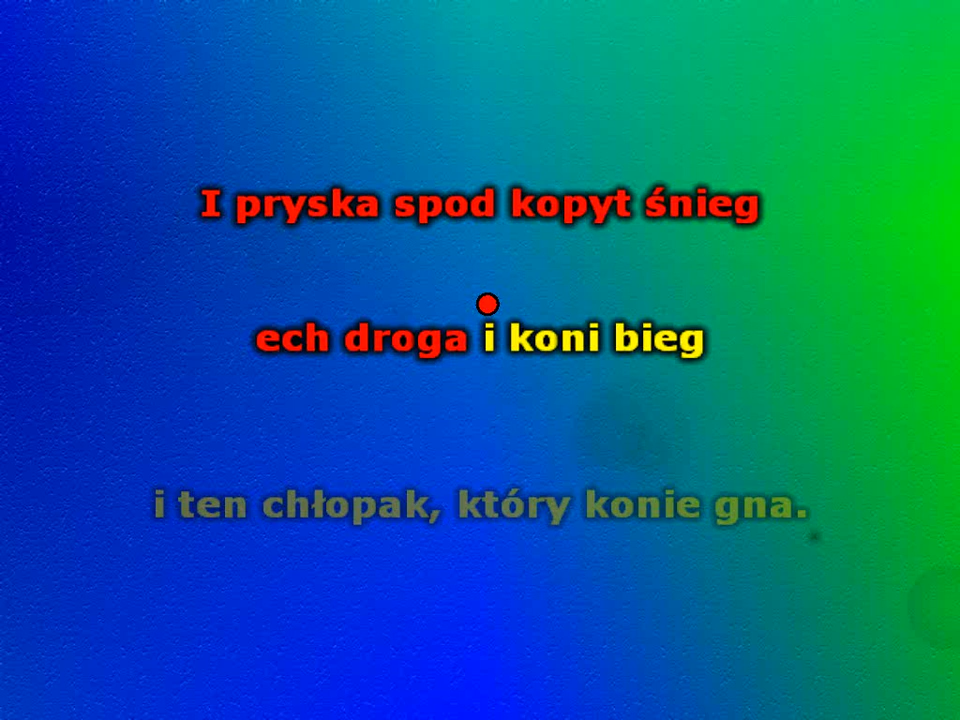 I pryska spod kopyt śnieg
ech droga i koni bieg
i ten chłopak, który konie gna.